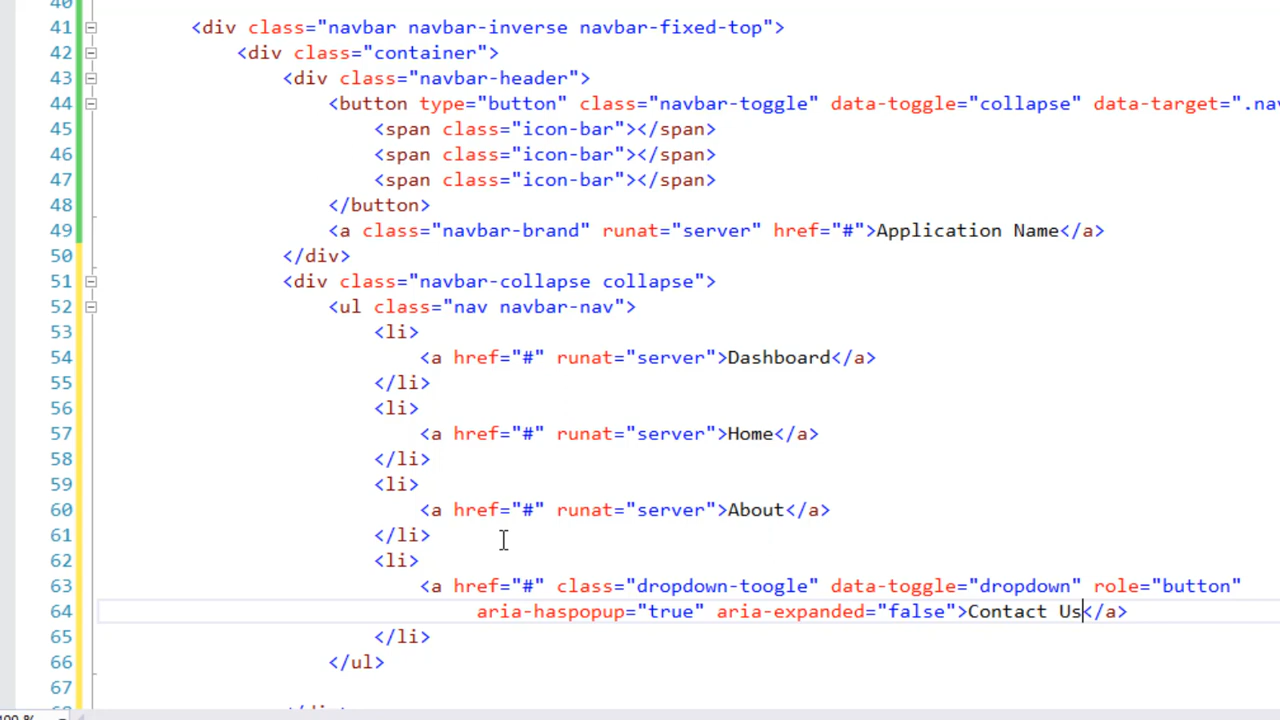 40
41 <div class="navbar navbar-inverse navbar-fixed-top">
42 <div class="container">
43 <div class="navbar-header">
44 <button type="button" class="navbar-toggle" data-toggle="collapse" data-target=".nav
45 <span class="icon-bar"></span>
46 <span class="icon-bar"></span>
47 <span class="icon-bar"></span>
48 </button>
49 <a class="navbar-brand" runat="server" href="#">Application Name</a>
50 </div>
51 <div class="navbar-collapse collapse">
52 <ul class="nav navbar-nav">
53 <li>
54 <a href="#" runat="server">Dashboard</a>
55 </li>
56 <li>
57 <a href="#" runat="server">Home</a>
58 </li>
59 <li>
60 <a href="#" runat="server">About</a>
61 </li>
62 <li>
63 <a href="#" class="dropdown-toogle" data-toggle="dropdown" role="button"
64 aria-haspopup="true" aria-expanded="false">Contact Us</a>
65 </li>
66 </ul>
67